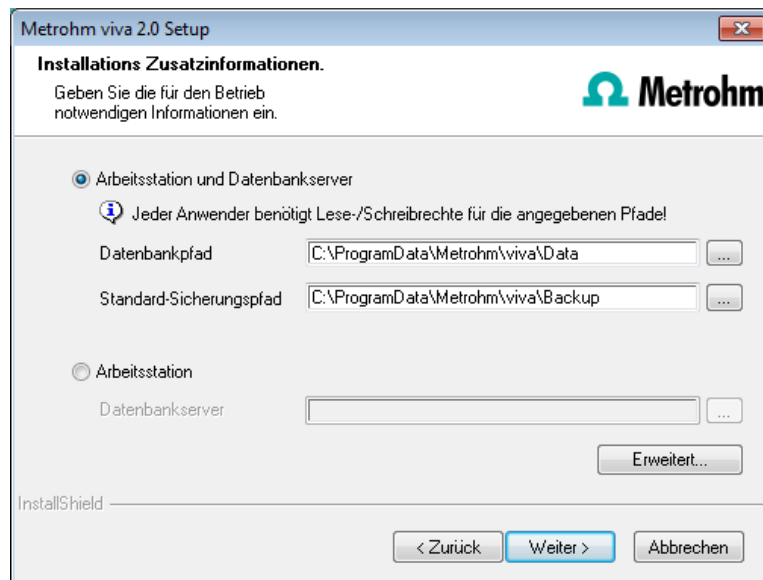 Metrohm viva 2.0 Setup
Installations Zusatzinformationen.
Geben Sie die für den Betrieb
notwendigen Informationen ein.
Metrohm
Arbeitsstation und Datenbankserver
Jeder Anwender benötigt Lese-/Schreibrechte für die angegebenen Pfade!
Datenbankpfad
C:\ProgramData\Metrohm\viva\Data
...
Standard-Sicherungspfad
C:\ProgramData\Metrohm\viva\Backup
...
Arbeitsstation
Datenbankserver
...
Erweitert...
InstallShield
< Zurück
Weiter >
Abbrechen